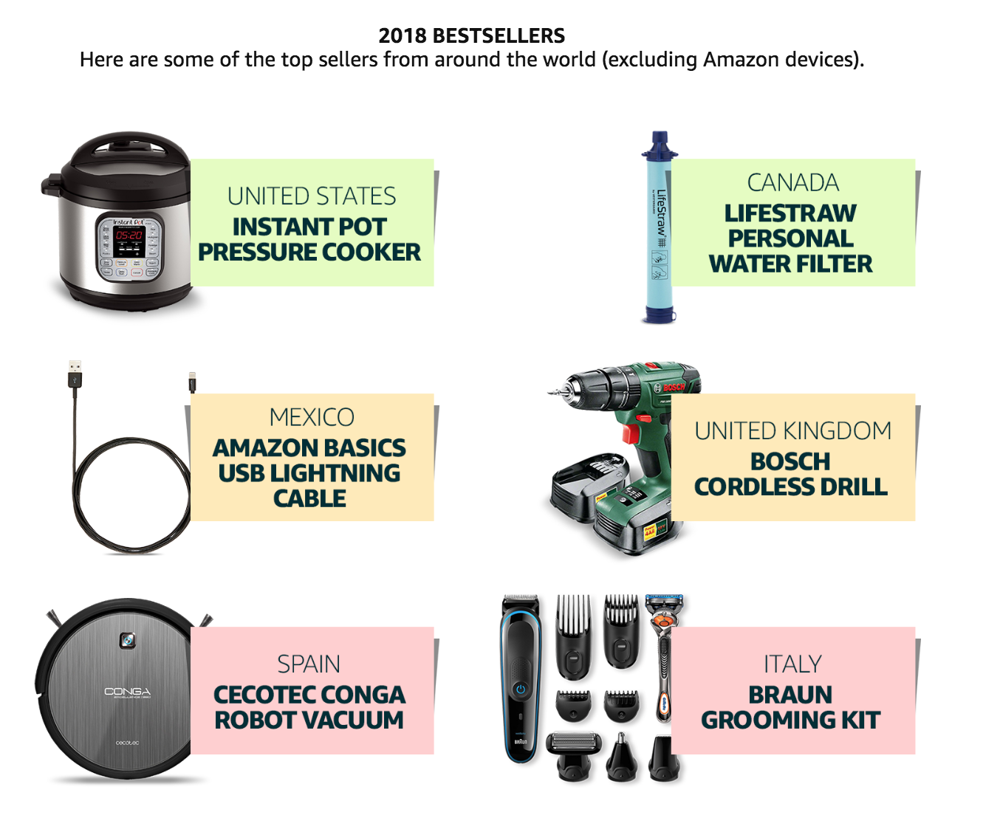 2018 BESTSELLERS
Here are some of the top sellers from around the world (excluding Amazon devices).
Instant Pot
05:20
UNITED STATES
INSTANT POT
PRESSURE COOKER
LifeStraw®
CANADA
LIFESTRAW
PERSONAL
WATER FILTER
MEXICO
AMAZON BASICS
USB LIGHTNING
CABLE
BOSCH
UNITED KINGDOM
BOSCH
CORDLESS DRILL
CONGA
cecotec
SPAIN
CECOTEC CONGA
ROBOT VACUUM
BRAUN
Gillette
ITALY
BRAUN
GROOMING KIT